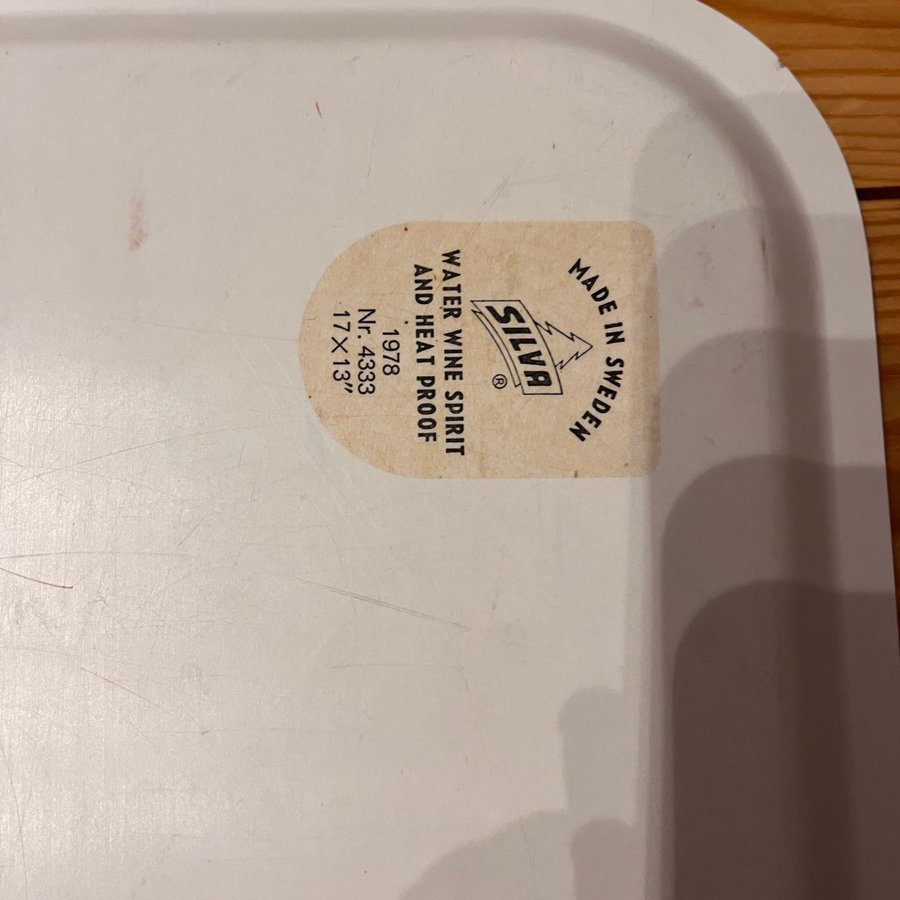 MADE IN SWEDEN
SILVA ®
WATER WINE SPIRIT
AND HEAT PROOF
1978
Nr. 4333
17 X 13”